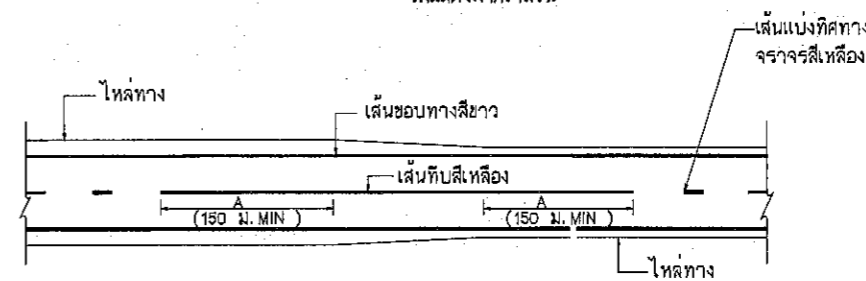 เส้นแบ่งทิศทาง
จราจรสีเหลือง
ไหล่ทาง
เส้นขอบทางสีขาว
เส้นทึบสีเหลือง
A
(150 ม. MIN )
A
(150 ม. MIN )
ไหล่ทาง